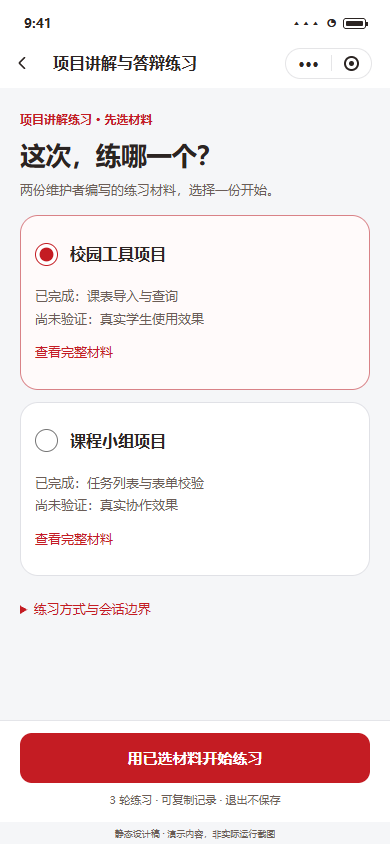 9:41
项目讲解与答辩练习
项目讲解练习 · 先选材料
这次，练哪一个？
两份维护者编写的练习材料，选择一份开始。
校园工具项目
已完成：课表导入与查询
尚未验证：真实学生使用效果
查看完整材料
课程小组项目
已完成：任务列表与表单校验
尚未验证：真实协作效果
查看完整材料
练习方式与会话边界
用已选材料开始练习
3 轮练习 · 可复制记录 · 退出不保存
静态设计稿 · 演示内容，非实际运行截图